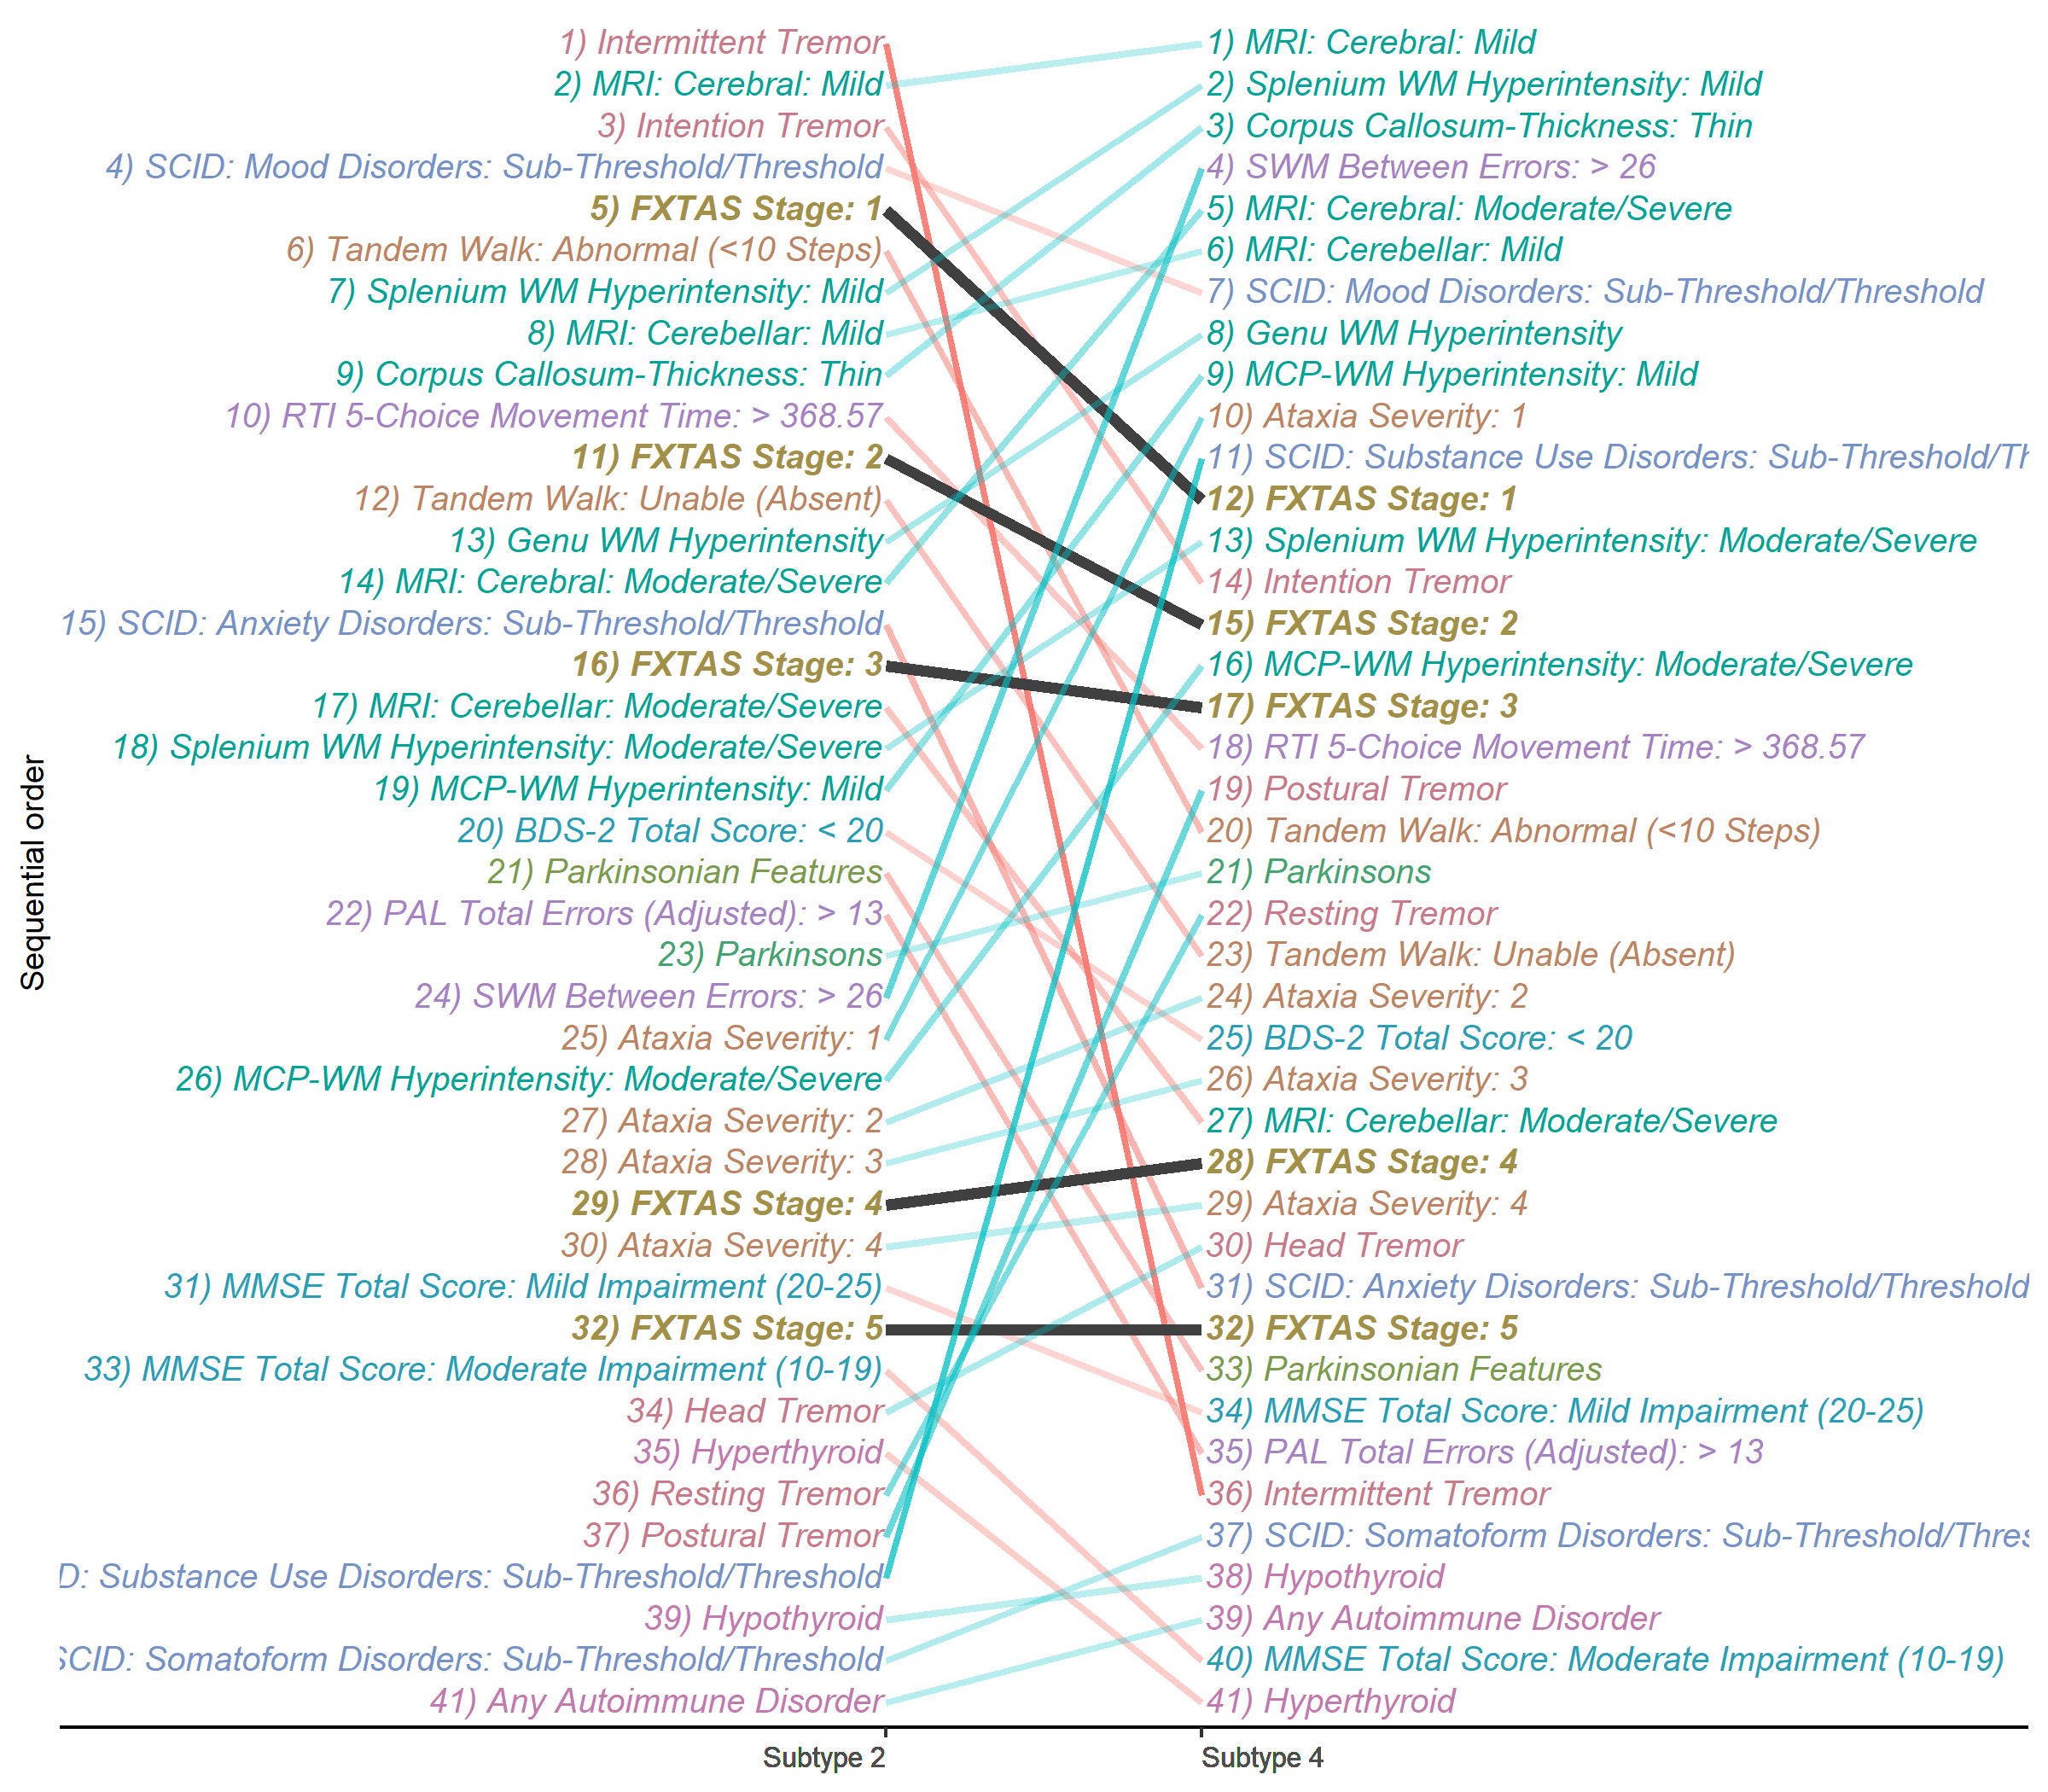 Sequential order
1) Intermittent Tremor
2) MRI: Cerebral: Mild
3) Intention Tremor
4) SCID: Mood Disorders: Sub-Threshold/Threshold
5) FXTAS Stage: 1
6) Tandem Walk: Abnormal (<10 Steps)
7) Splenium WM Hyperintensity: Mild
8) MRI: Cerebellar: Mild
9) Corpus Callosum-Thickness: Thin
10) RTI 5-Choice Movement Time: > 368.57
11) FXTAS Stage: 2
12) Tandem Walk: Unable (Absent)
13) Genu WM Hyperintensity
14) MRI: Cerebral: Moderate/Severe
15) SCID: Anxiety Disorders: Sub-Threshold/Threshold
16) FXTAS Stage: 3
17) MRI: Cerebellar: Moderate/Severe
18) Splenium WM Hyperintensity: Moderate/Severe
19) MCP-WM Hyperintensity: Mild
20) BDS-2 Total Score: < 20
21) Parkinsonian Features
22) PAL Total Errors (Adjusted): > 13
23) Parkinsons
24) SWM Between Errors: > 26
25) Ataxia Severity: 1
26) MCP-WM Hyperintensity: Moderate/Severe
27) Ataxia Severity: 2
28) Ataxia Severity: 3
29) FXTAS Stage: 4
30) Ataxia Severity: 4
31) MMSE Total Score: Mild Impairment (20-25)
32) FXTAS Stage: 5
33) MMSE Total Score: Moderate Impairment (10-19)
34) Head Tremor
35) Hyperthyroid
36) Resting Tremor
37) Postural Tremor
D: Substance Use Disorders: Sub-Threshold/Threshold
39) Hypothyroid
SCID: Somatoform Disorders: Sub-Threshold/Threshold
41) Any Autoimmune Disorder
1) MRI: Cerebral: Mild
2) Splenium WM Hyperintensity: Mild
3) Corpus Callosum-Thickness: Thin
4) SWM Between Errors: > 26
5) MRI: Cerebral: Moderate/Severe
6) MRI: Cerebellar: Mild
7) SCID: Mood Disorders: Sub-Threshold/Threshold
8) Genu WM Hyperintensity
9) MCP-WM Hyperintensity: Mild
10) Ataxia Severity: 1
11) SCID: Substance Use Disorders: Sub-Threshold/Th
12) FXTAS Stage: 1
13) Splenium WM Hyperintensity: Moderate/Severe
14) Intention Tremor
15) FXTAS Stage: 2
16) MCP-WM Hyperintensity: Moderate/Severe
17) FXTAS Stage: 3
18) RTI 5-Choice Movement Time: > 368.57
19) Postural Tremor
20) Tandem Walk: Abnormal (<10 Steps)
21) Parkinsons
22) Resting Tremor
23) Tandem Walk: Unable (Absent)
24) Ataxia Severity: 2
25) BDS-2 Total Score: < 20
26) Ataxia Severity: 3
27) MRI: Cerebellar: Moderate/Severe
28) FXTAS Stage: 4
29) Ataxia Severity: 4
30) Head Tremor
31) SCID: Anxiety Disorders: Sub-Threshold/Threshold
32) FXTAS Stage: 5
33) Parkinsonian Features
34) MMSE Total Score: Mild Impairment (20-25)
35) PAL Total Errors (Adjusted): > 13
36) Intermittent Tremor
37) SCID: Somatoform Disorders: Sub-Threshold/Thres
38) Hypothyroid
39) Any Autoimmune Disorder
40) MMSE Total Score: Moderate Impairment (10-19)
41) Hyperthyroid
Subtype 2
Subtype 4